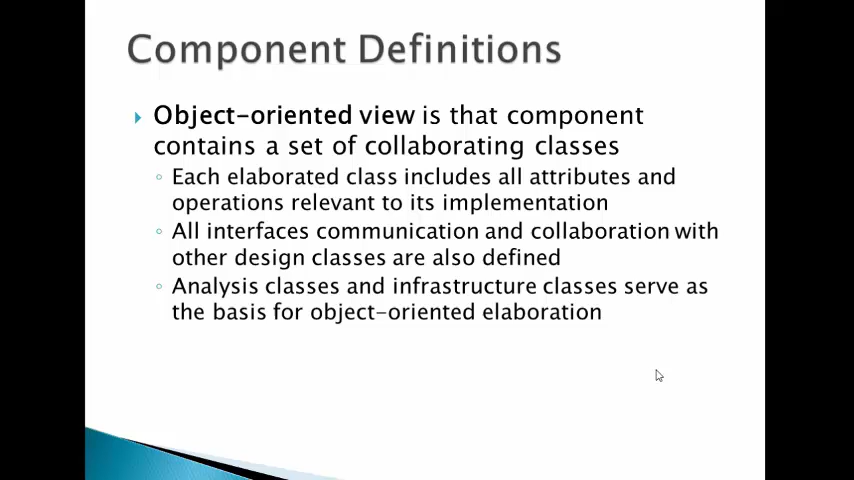 Component Definitions
Object-oriented view is that component
contains a set of collaborating classes
Each elaborated class includes all attributes and
operations relevant to its implementation
All interfaces communication and collaboration with
other design classes are also defined
Analysis classes and infrastructure classes serve as
the basis for object-oriented elaboration